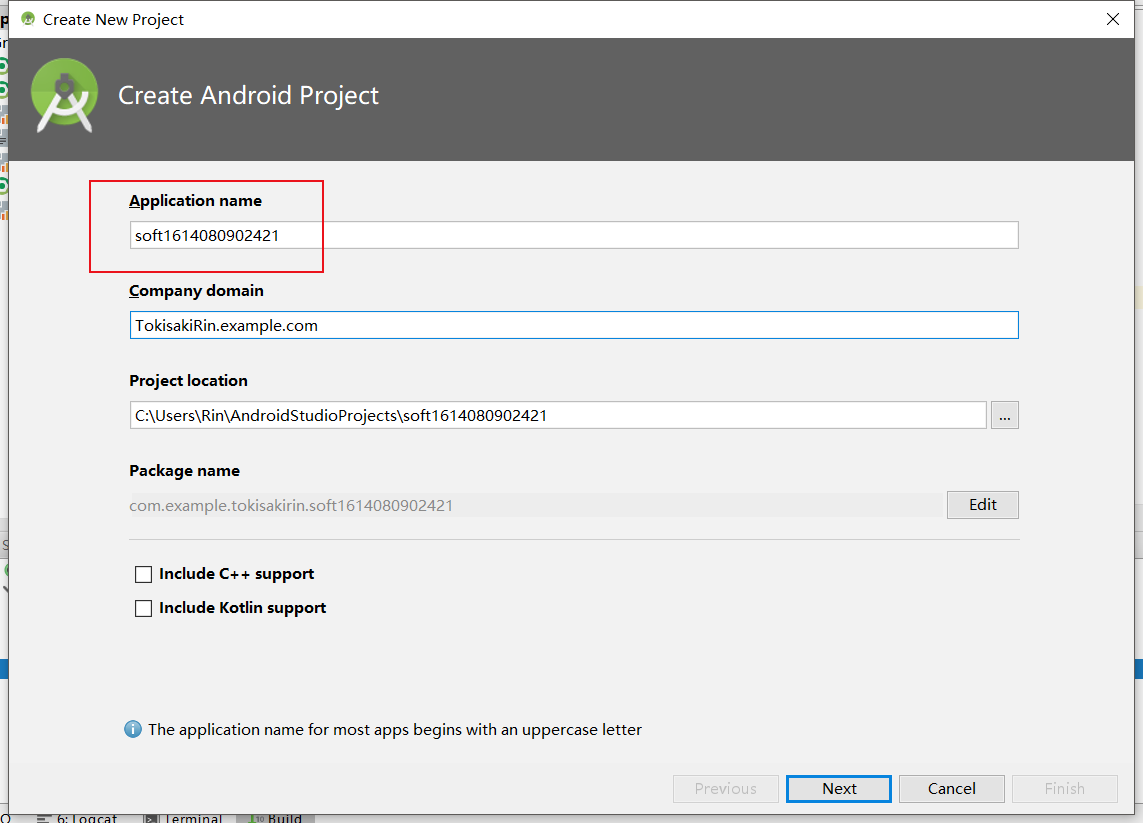 Create New Project
Create Android Project
Application name
soft1614080902421
Company domain
TokisakiRin.example.com
Project location
C:\Users\Rin\AndroidStudioProjects\soft1614080902421
...
Package name
com.example.tokisakirin.soft1614080902421
Edit
Include C++ support
Include Kotlin support
The application name for most apps begins with an uppercase letter
Previous
Next
Cancel
Finish
6: Logcat
Terminal
Build